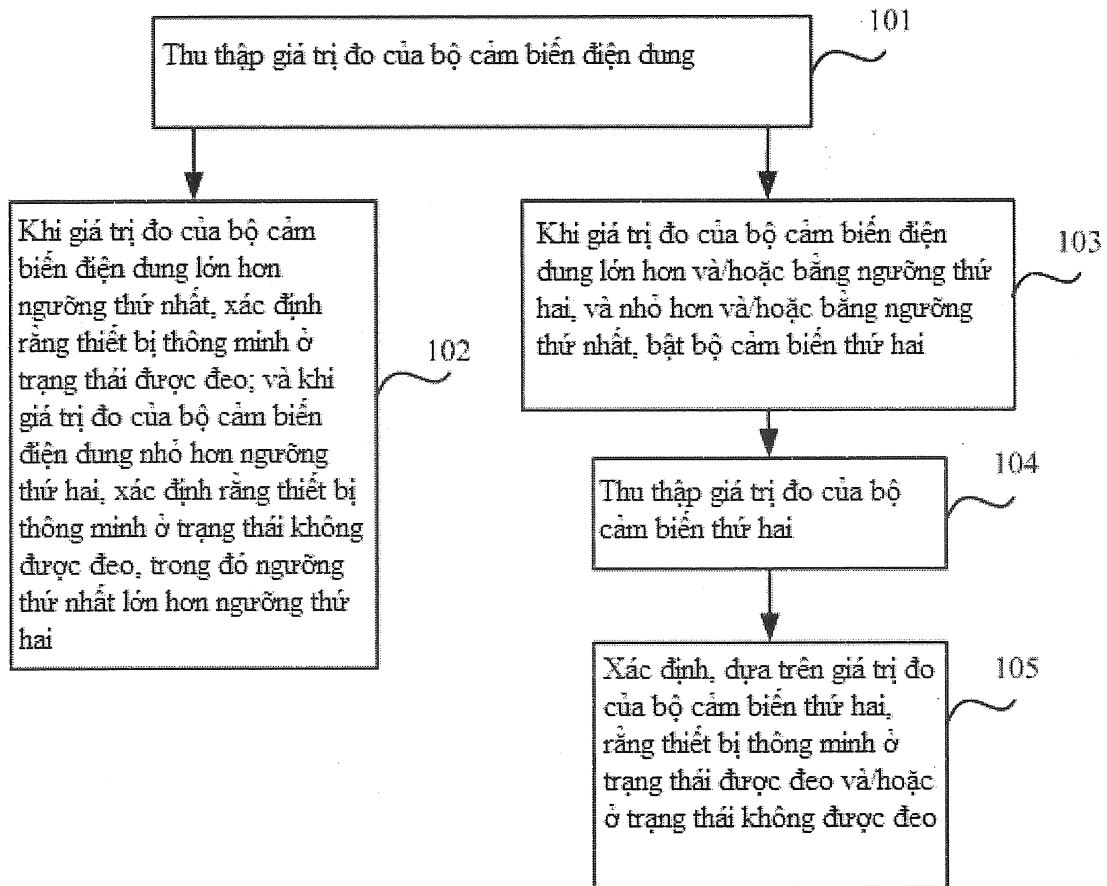 101
Thu thập giá trị đo của bộ cảm biến điện dung
Khi giá trị đo của bộ cảm
biến điện dung lớn hơn
ngưỡng thứ nhất, xác định
rằng thiết bị thông minh ở
trạng thái được đeo; và khi
giá trị đo của bộ cảm biến
điện dung nhỏ hơn ngưỡng
thứ hai, xác định rằng thiết bị
thông minh ở trạng thái không
được đeo, trong đó ngưỡng
thứ nhất lớn hơn ngưỡng thứ
hai
102
Khi giá trị đo của bộ cảm biến điện
dung lớn hơn và/hoặc bằng ngưỡng thứ
hai, và nhỏ hơn và/hoặc bằng ngưỡng
thứ nhất, bật bộ cảm biến thứ hai
103
Thu thập giá trị đo của bộ
cảm biến thứ hai
104
Xác định, dựa trên giá trị đo
của bộ cảm biến thứ hai,
rằng thiết bị thông minh ở
trạng thái được đeo và/hoặc
ở trạng thái không được đeo
105